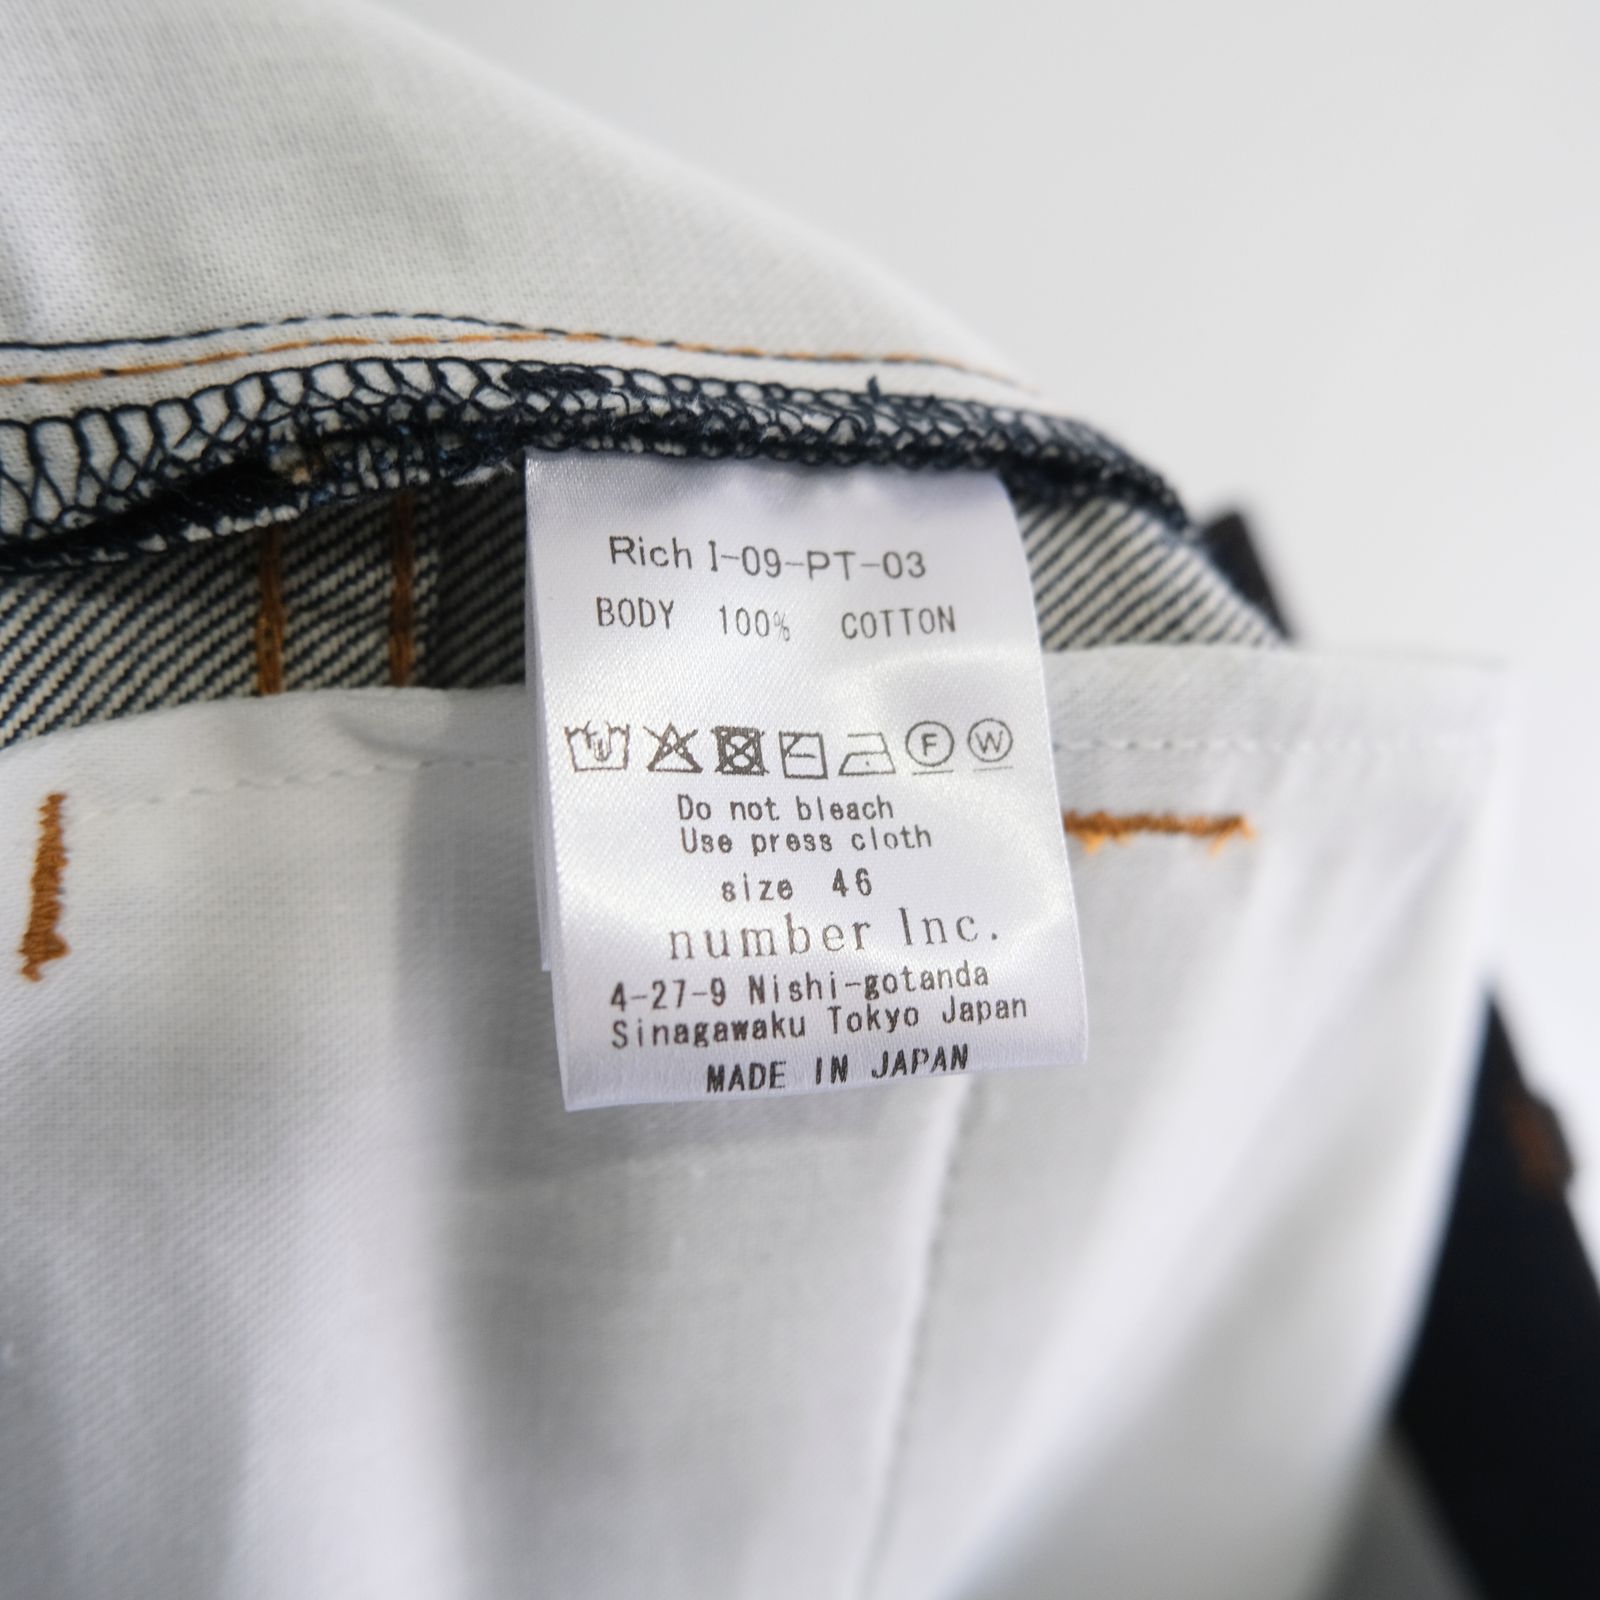 Rich I-09-PT-03
BODY 100% COTTON
F W
Do not bleach
Use press cloth
size 46
number Inc.
4-27-9 Nishi-gotanda
Sinagawaku Tokyo Japan
MADE IN JAPAN